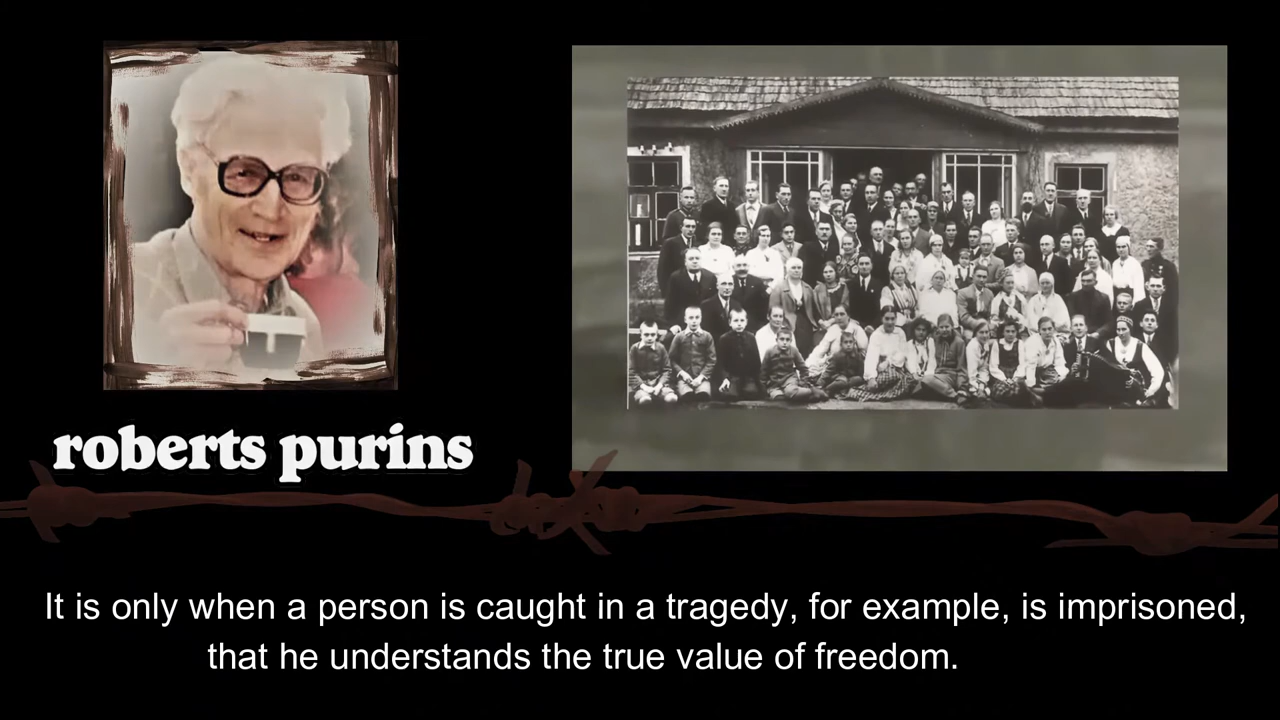 roberts purins
It is only when a person is caught in a tragedy, for example, is imprisoned,
that he understands the true value of freedom.